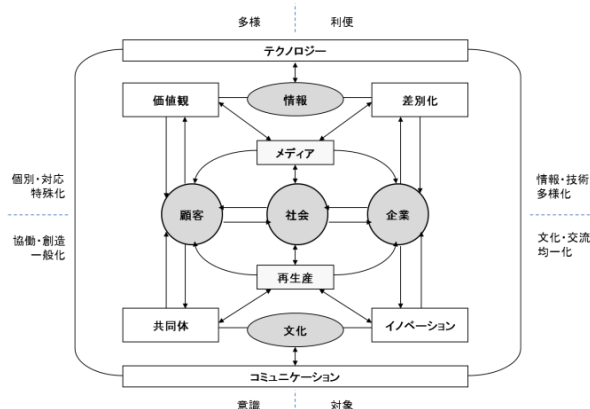 多様
利便
テクノロジー
価値観
情報
差別化
メディア
個別・対応
特殊化
情報・技術
多様化
顧客
社会
企業
協働・創造
一般化
文化・交流
均一化
再生産
共同体
文化
イノベーション
コミュニケーション
意識
対象